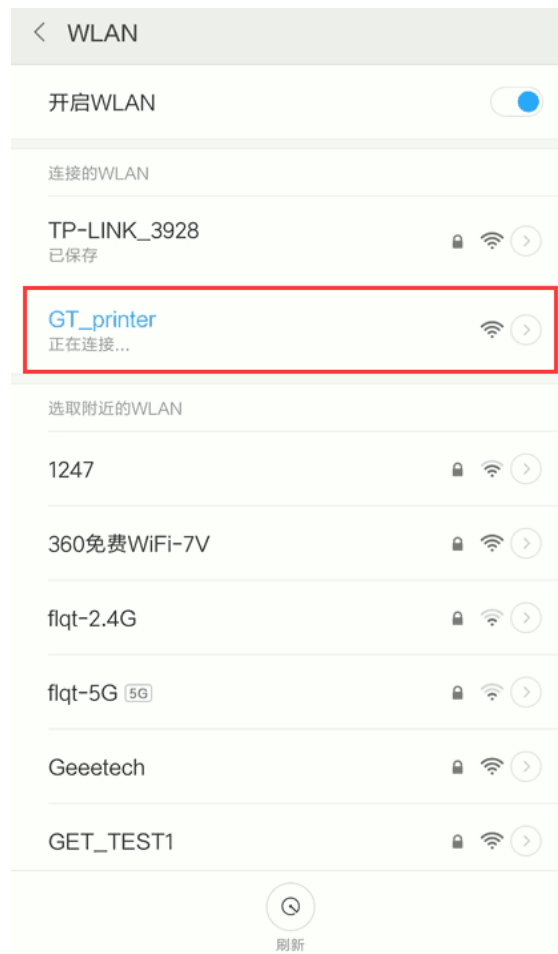 WLAN
开启WLAN
连接的WLAN
TP-LINK_3928
已保存
GT_printer
正在连接...
选取附近的WLAN
1247
360免费WiFi-7V
flqt-2.4G
flqt-5G 5G
Geeetech
GET_TEST1
刷新